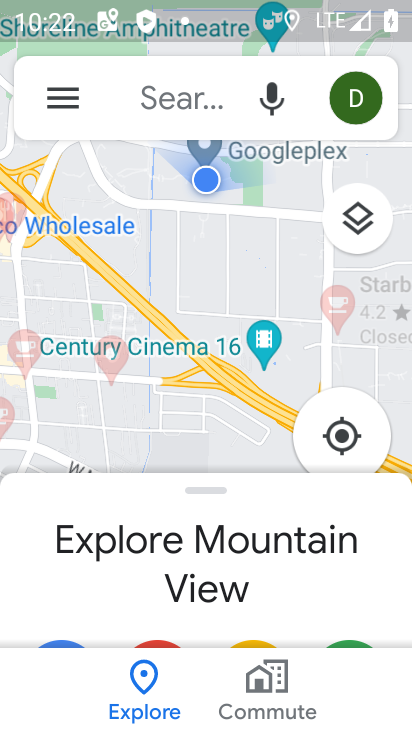 10:22
LTE
Shoreline Amphitheatre
Sear...
D
Googleplex
co Wholesale
Starb
4.2 ★
Closed
Century Cinema 16
WA
Explore Mountain
View
Explore
Commute